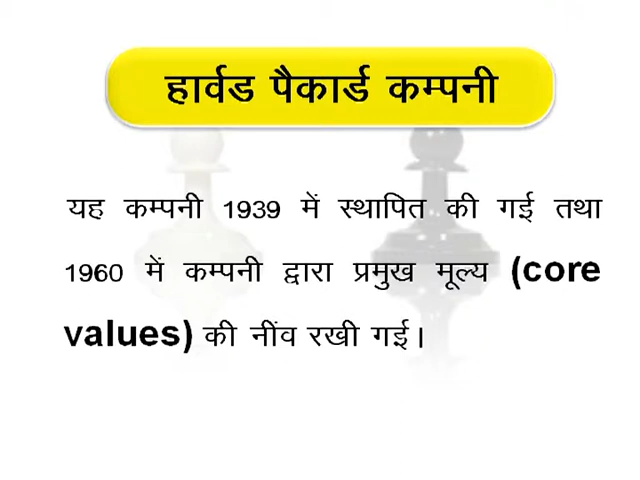 हार्वड पैकार्ड कम्पनी
यह कम्पनी 1939 में स्थापित की गई तथा
1960 में कम्पनी द्वारा प्रमुख मूल्य (core
values) की नींव रखी गई।